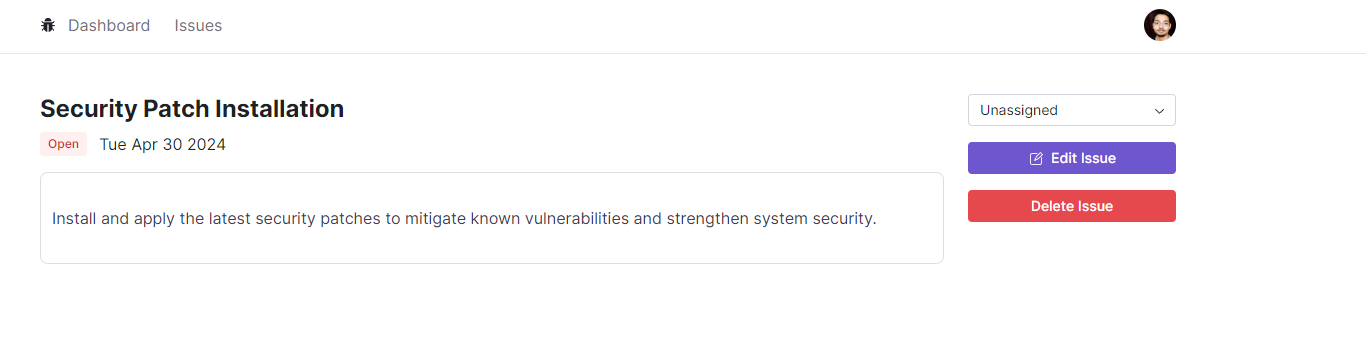 Dashboard Issues
Security Patch Installation
Open Tue Apr 30 2024
Install and apply the latest security patches to mitigate known vulnerabilities and strengthen system security.
Unassigned
Edit Issue
Delete Issue